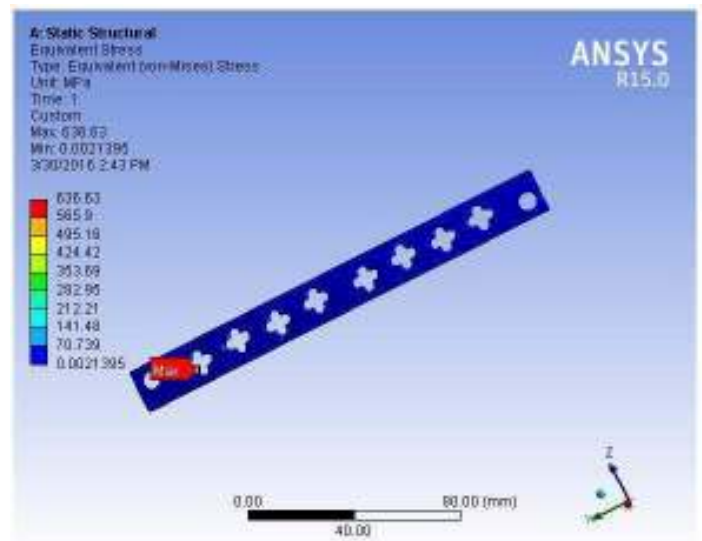 A: Static Structural
Equivalent Stress
Type: Equivalent (von-Mises) Stress
Unit: MPa
Time: 1
Custom
Max: 636.63
Min: 0.0021395
3/30/2016 2:43 PM
ANSYS
R15.0
636.63
565.9
495.16
424.42
353.69
282.95
212.21
141.48
70.739
0.0021395
Max
Z
0.00
80.00 (mm)
40.00